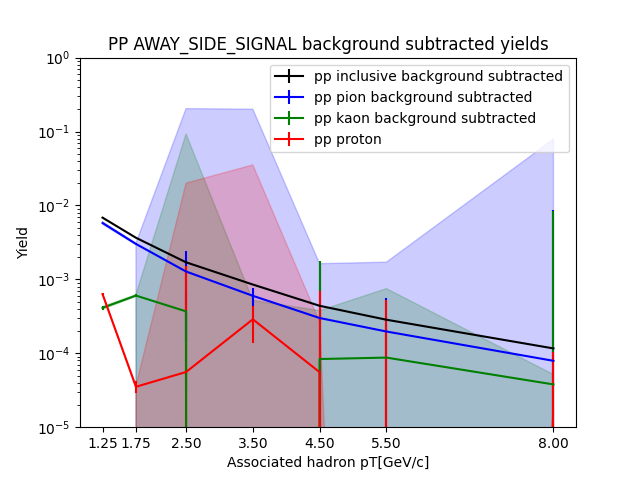 PP AWAY_SIDE_SIGNAL background subtracted yields
pp inclusive background subtracted
pp pion background subtracted
pp kaon background subtracted
pp proton
10^0
10^-1
10^-2
10^-3
10^-4
10^-5
Yield
1.25 1.75 2.50 3.50 4.50 5.50 8.00
Associated hadron pT[GeV/c]